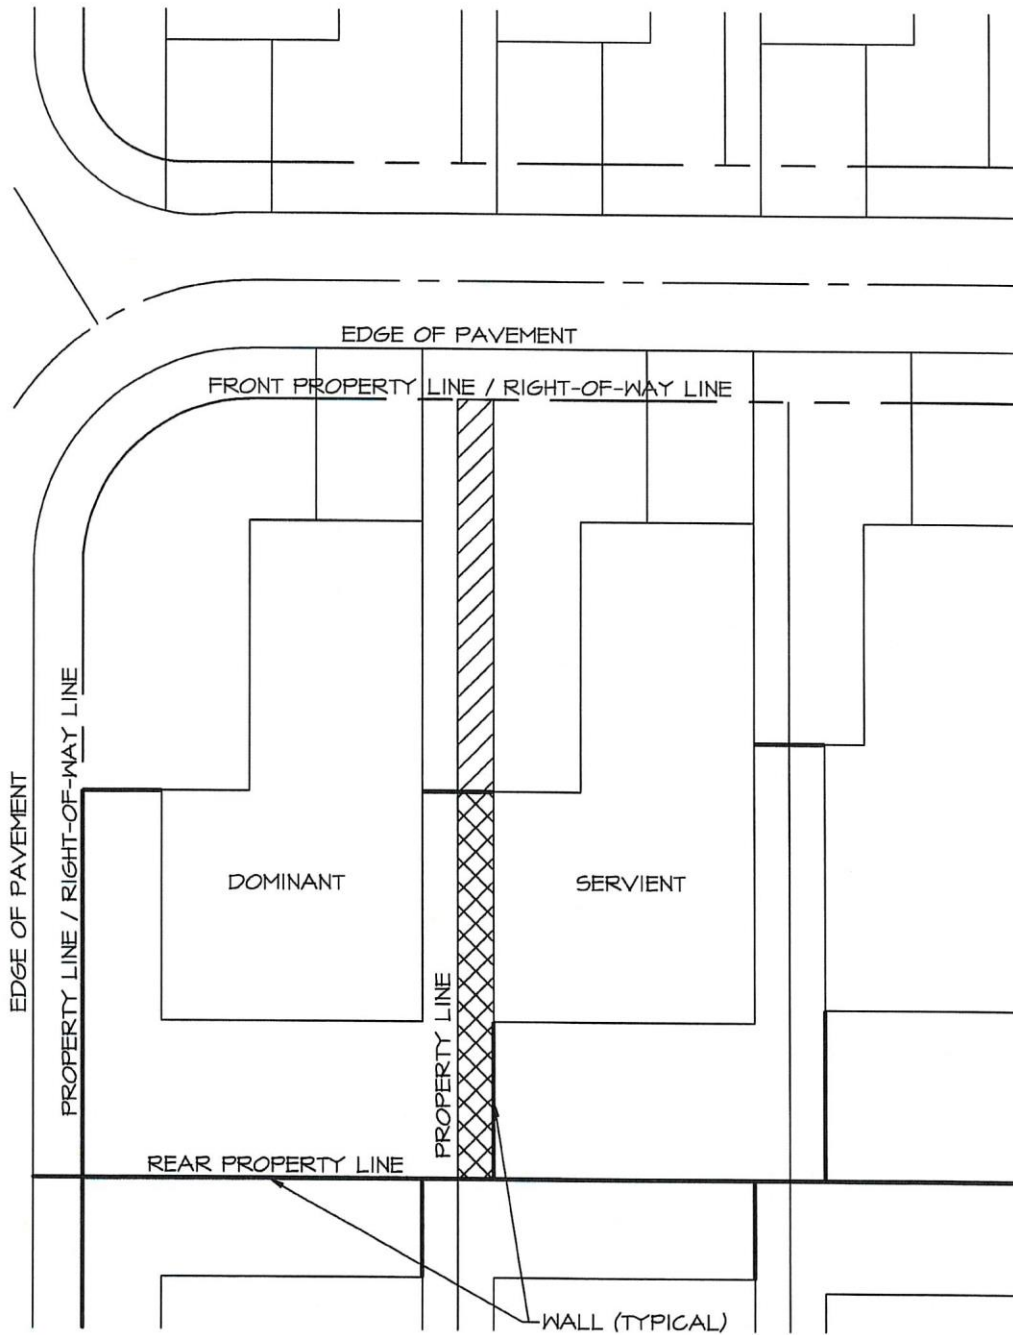 EDGE OF PAVEMENT
FRONT PROPERTY LINE / RIGHT-OF-WAY LINE
EDGE OF PAVEMENT
PROPERTY LINE / RIGHT-OF-WAY LINE
DOMINANT
SERVIENT
PROPERTY LINE
REAR PROPERTY LINE
WALL (TYPICAL)